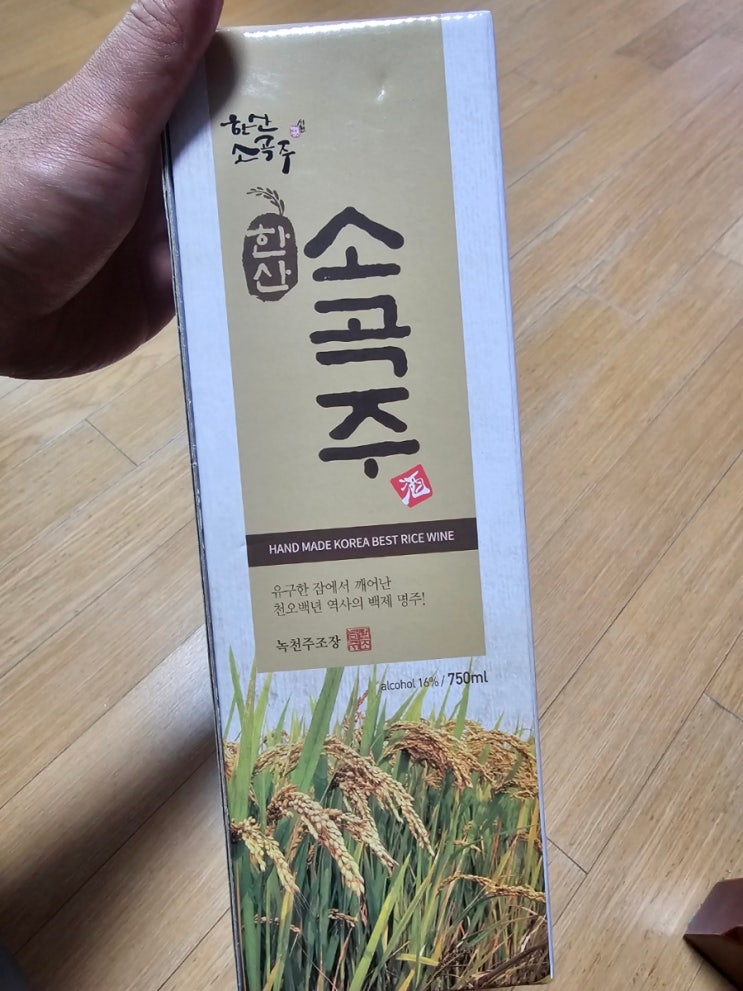 한산
소곡주
한산
소곡주
酒
HAND MADE KOREA BEST RICE WINE
유구한 잠에서 깨어난
천오백년 역사의 백제 명주!
녹천주조장
alcohol 16% / 750ml